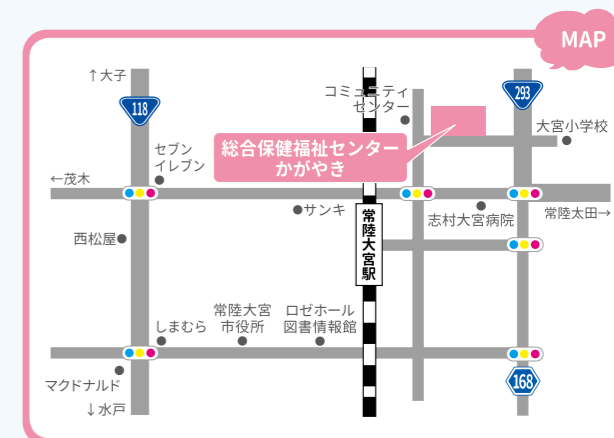 MAP
↑大子
118
コミュニティ
センター
293
大宮小学校
総合保健福祉センター
かがやき
セブン
イレブン
←茂木
サンキ
志村大宮病院
常陸太田→
常陸大宮駅
西松屋
しまむら
常陸大宮
市役所
ロゼホール
図書情報館
マクドナルド
168
↓水戸